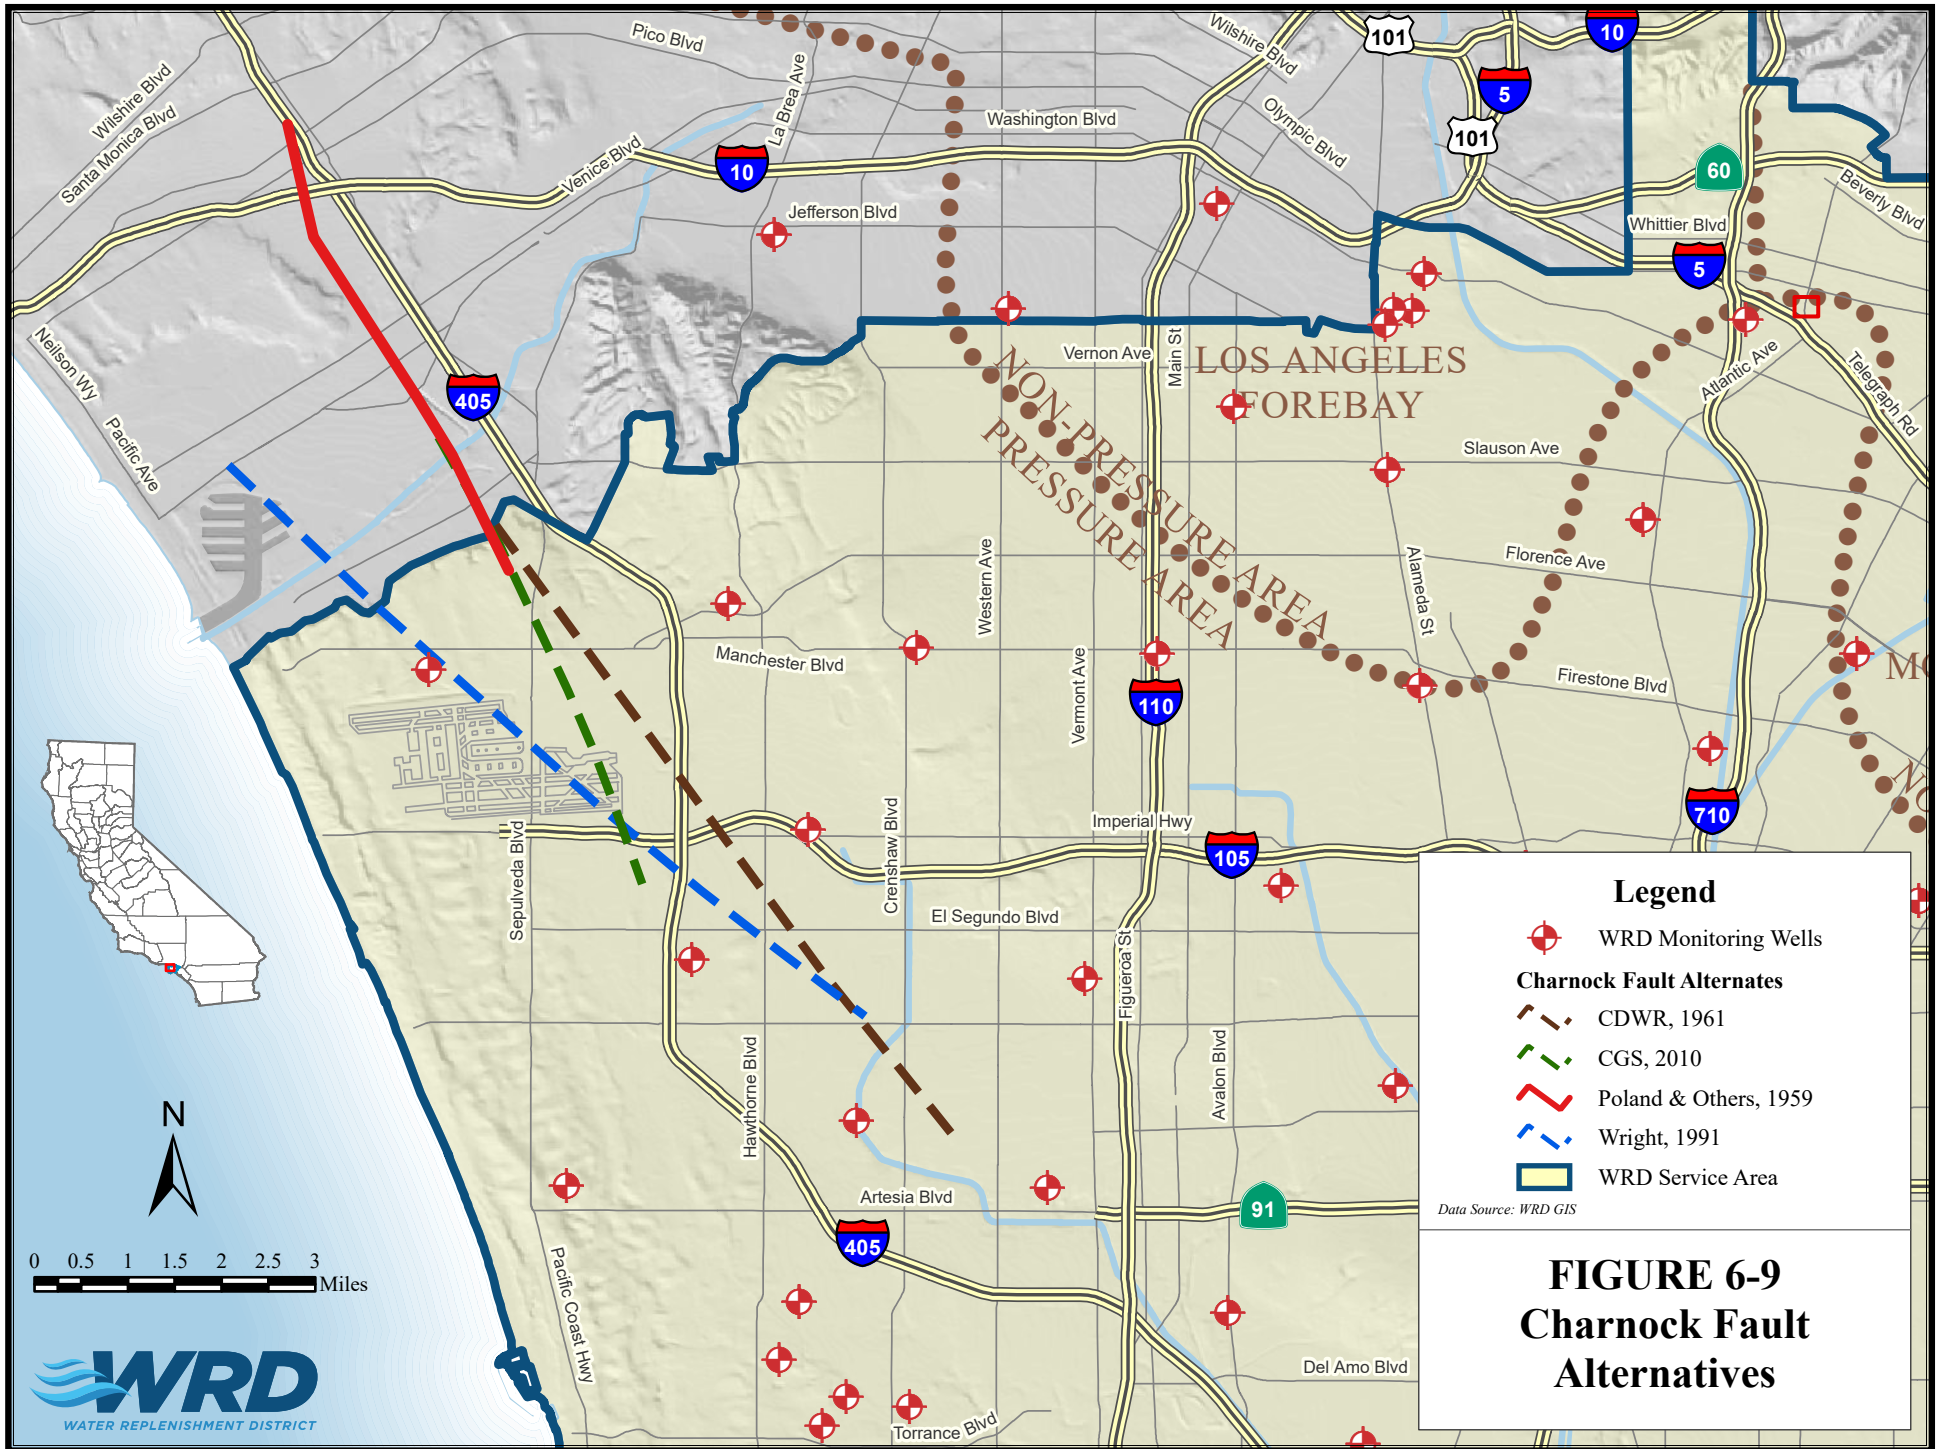 Pico Blvd
Wilshire Blvd
101
10
Wilshire Blvd
Santa Monica Blvd
La Brea Ave
5
Olympic Blvd
Washington Blvd
101
Venice Blvd
10
60
Beverly Blvd
Jefferson Blvd
Whittier Blvd
5
Neilson Wy
Pacific Ave
405
Vernon Ave
Main St
LOS ANGELES
FOREBAY
Atlantic Ave
Telegraph Rd
NON-PRESSURE AREA
PRESSURE AREA
Slauson Ave
Western Ave
Alameda St
Florence Ave
Manchester Blvd
Vermont Ave
Firestone Blvd
110
710
Sepulveda Blvd
Crenshaw Blvd
Imperial Hwy
105
El Segundo Blvd
Figueroa St
Hawthorne Blvd
Avalon Blvd
Artesia Blvd
91
405
Pacific Coast Hwy
Del Amo Blvd
Torrance Blvd
N
0 0.5 1 1.5 2 2.5 3
Miles
WRD
WATER REPLENISHMENT DISTRICT
Legend
WRD Monitoring Wells
Charnock Fault Alternates
CDWR, 1961
CGS, 2010
Poland & Others, 1959
Wright, 1991
WRD Service Area
Data Source: WRD GIS
FIGURE 6-9
Charnock Fault
Alternatives